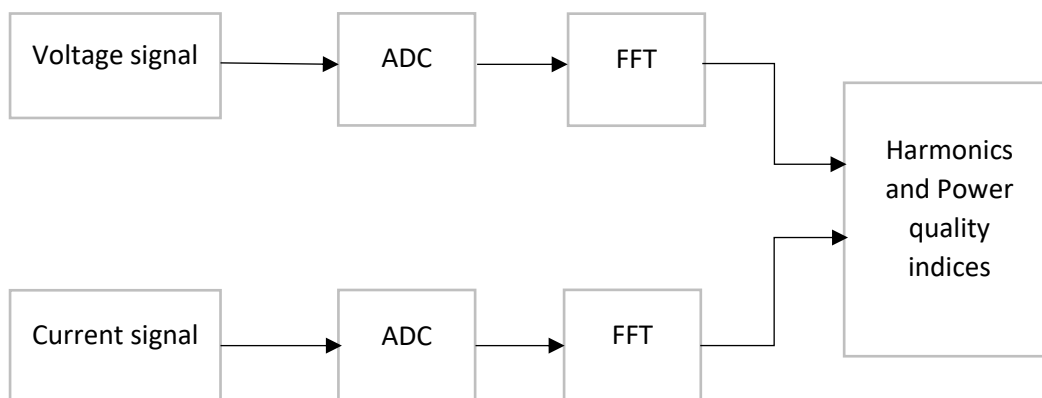 Voltage signal
ADC
FFT
Harmonics
and Power
quality
indices
Current signal
ADC
FFT